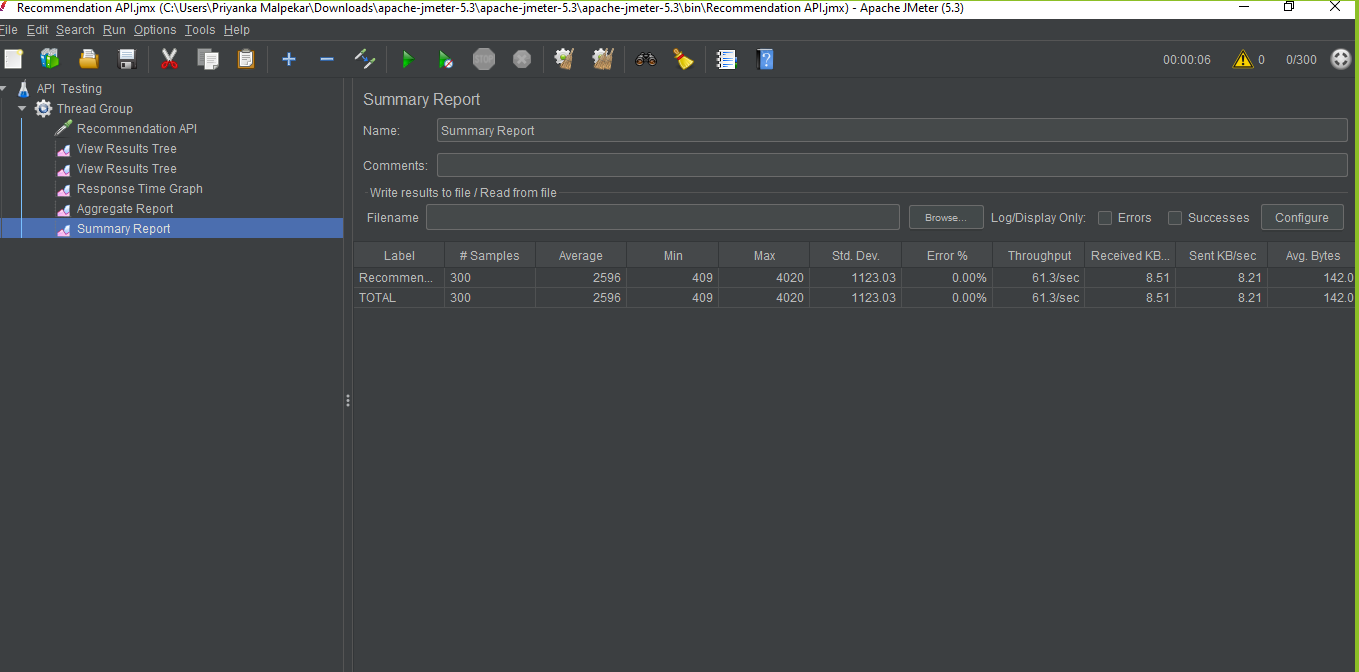 Recommendation API.jmx (C:\Users\Priyanka Malpekar\Downloads\apache-jmeter-5.3\apache-jmeter-5.3\apache-jmeter-5.3\bin\Recommendation API.jmx) - Apache JMeter (5.3)
File Edit Search Run Options Tools Help
STOP ? 00:00:06 0 0/300
API Testing
Thread Group
Recommendation API
View Results Tree
View Results Tree
Response Time Graph
Aggregate Report
Summary Report
Summary Report
Name: Summary Report
Comments:
Write results to file / Read from file
Filename Browse... Log/Display Only: Errors Successes Configure
Label # Samples Average Min Max Std. Dev. Error % Throughput Received KB... Sent KB/sec Avg. Bytes
Recommen... 300 2596 409 4020 1123.03 0.00% 61.3/sec 8.51 8.21 142.0
TOTAL 300 2596 409 4020 1123.03 0.00% 61.3/sec 8.51 8.21 142.0